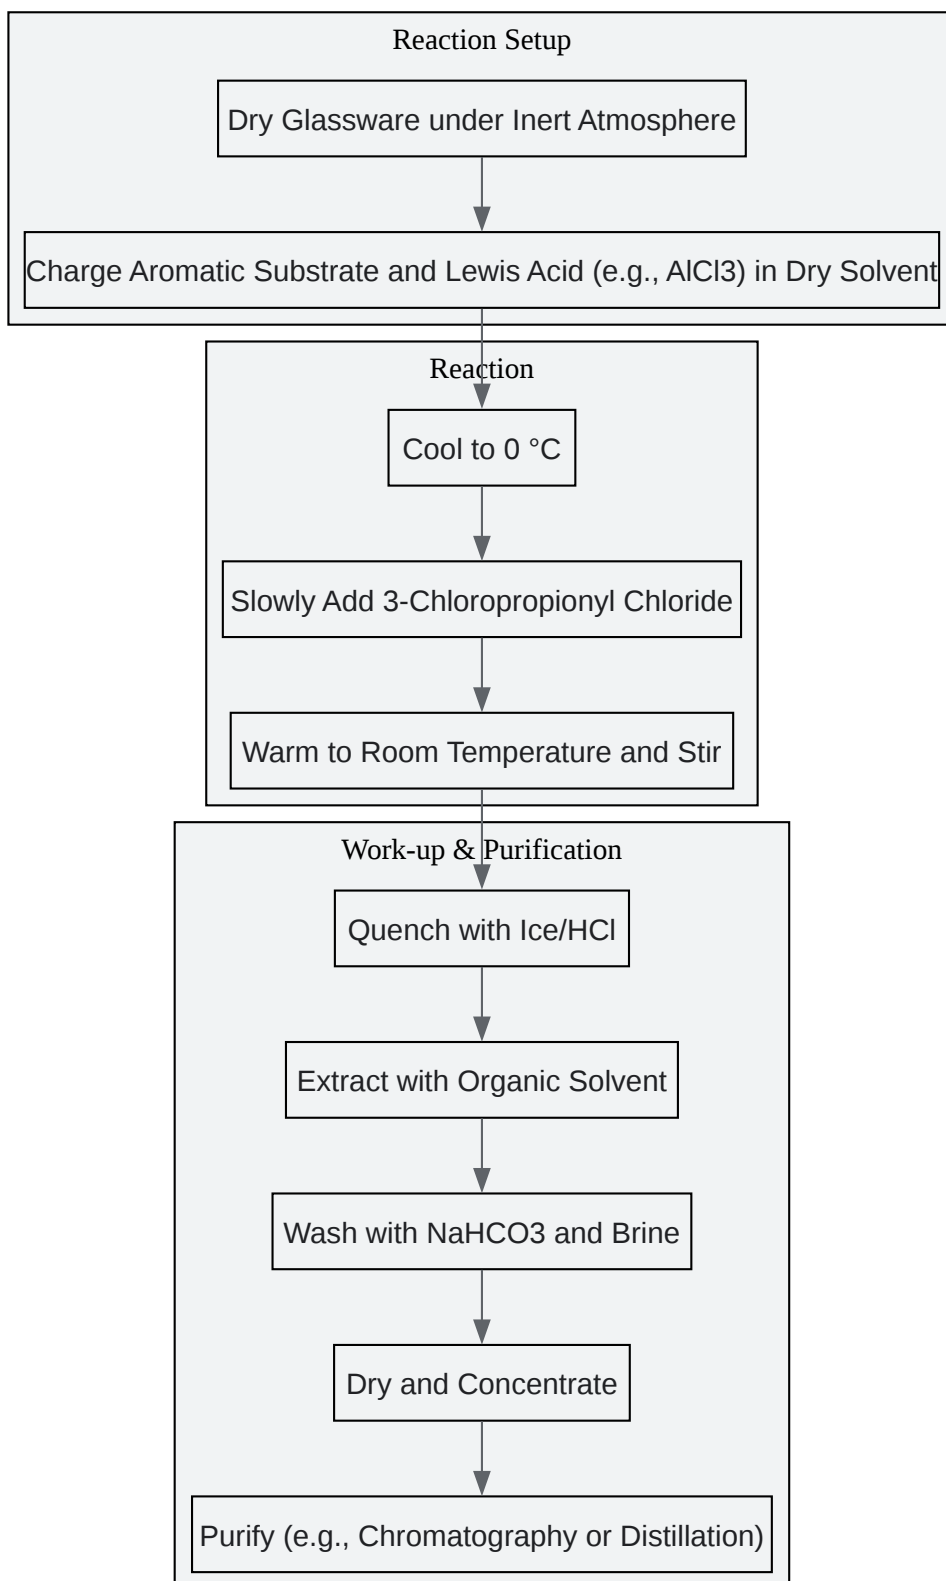 Reaction Setup
Dry Glassware under Inert Atmosphere
Charge Aromatic Substrate and Lewis Acid (e.g., AlCl3) in Dry Solvent
Reaction
Cool to 0 °C
Slowly Add 3-Chloropropionyl Chloride
Warm to Room Temperature and Stir
Work-up & Purification
Quench with Ice/HCl
Extract with Organic Solvent
Wash with NaHCO3 and Brine
Dry and Concentrate
Purify (e.g., Chromatography or Distillation)